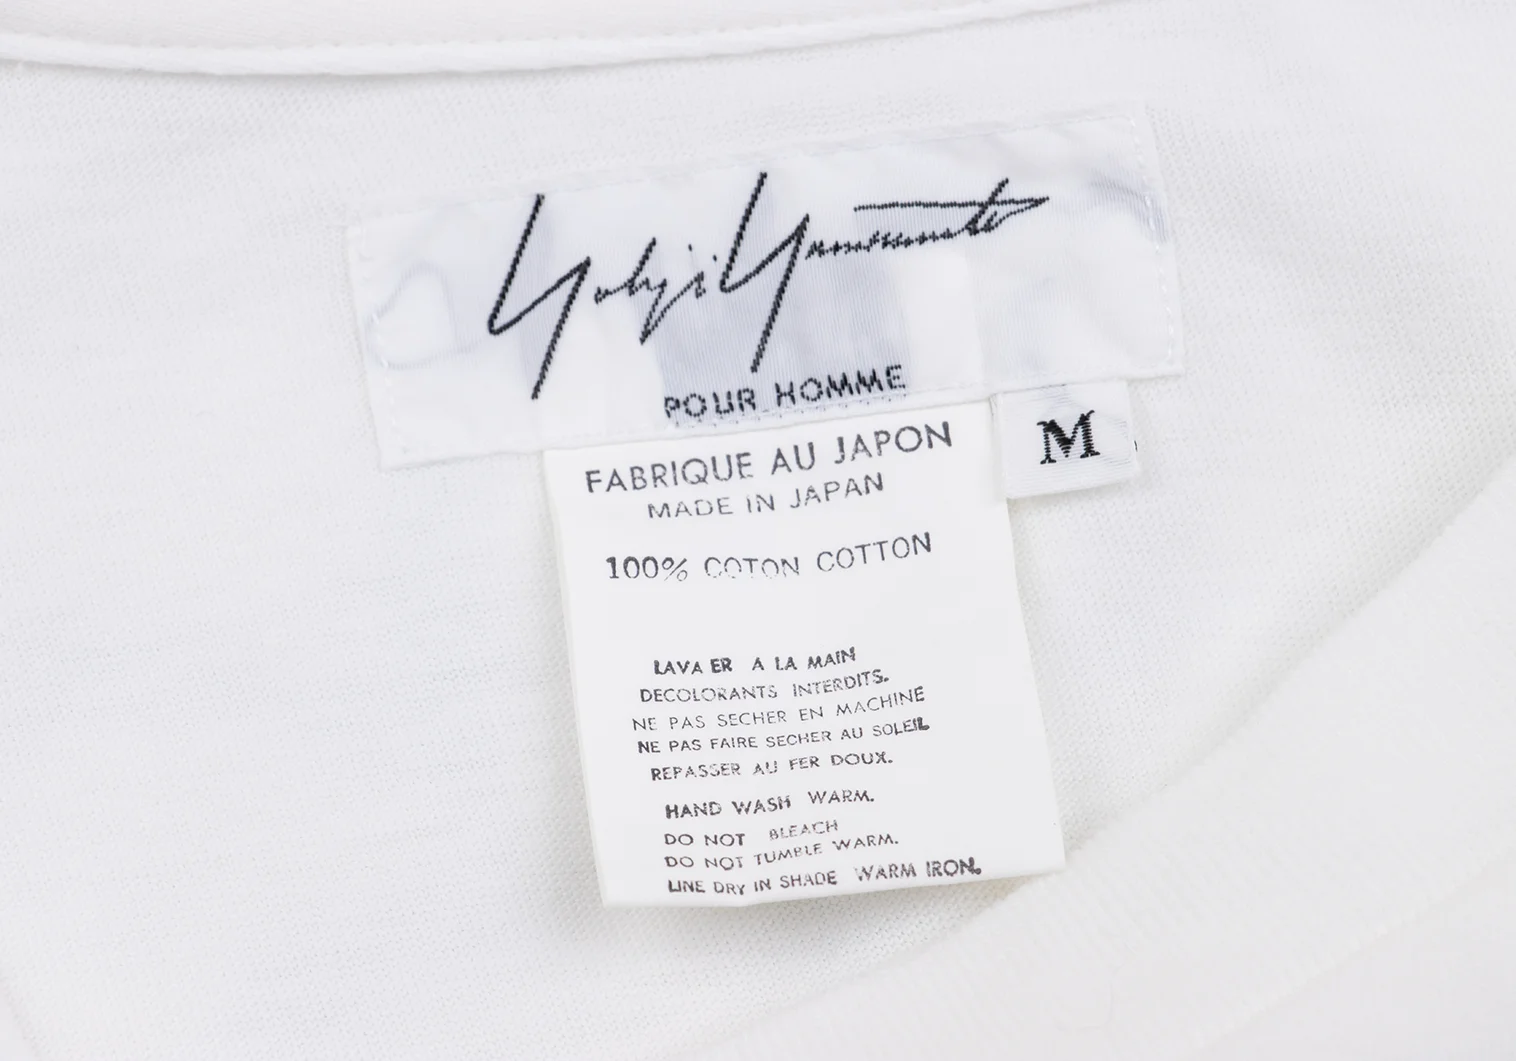 Yohji Yamamoto
POUR HOMME
M
FABRIQUE AU JAPON
MADE IN JAPAN
100% COTON COTTON
LAVA ER A LA MAIN
DECOLORANTS INTERDITS.
NE PAS SECHER EN MACHINE
NE PAS FAIRE SECHER AU SOLEIL
REPASSER AU FER DOUX.
HAND WASH WARM.
DO NOT BLEACH
DO NOT TUMBLE WARM.
LINE DRY IN SHADE WARM IRON.